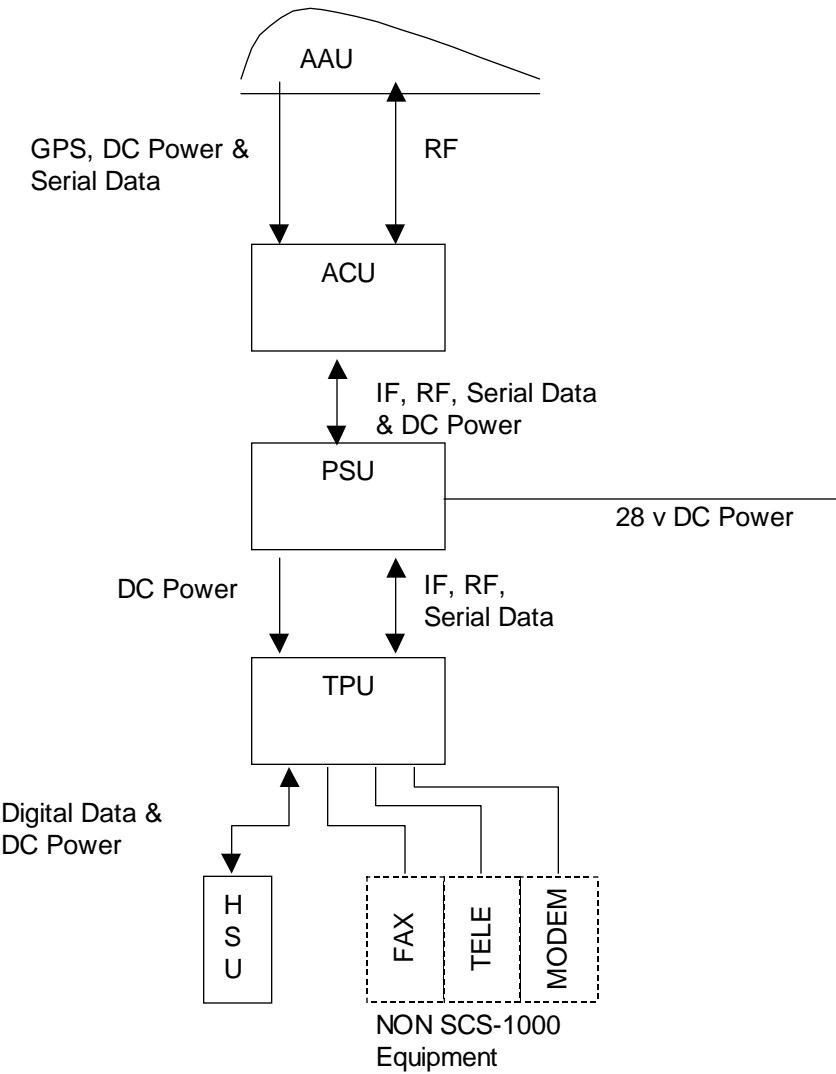 AAU
GPS, DC Power &
Serial Data
RF
ACU
IF, RF, Serial Data
& DC Power
PSU
28 v DC Power
DC Power
IF, RF,
Serial Data
TPU
Digital Data &
DC Power
H
S
U
FAX
TELE
MODEM
NON SCS-1000
Equipment